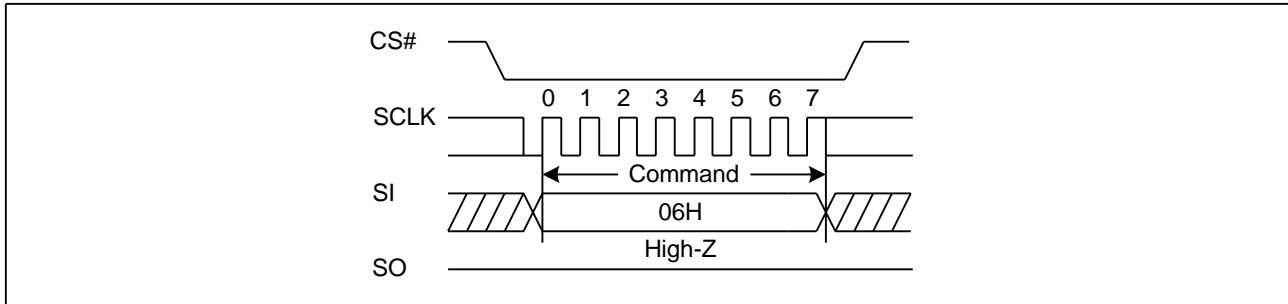 CS#
0 1 2 3 4 5 6 7
SCLK
Command
SI
06H
High-Z
SO